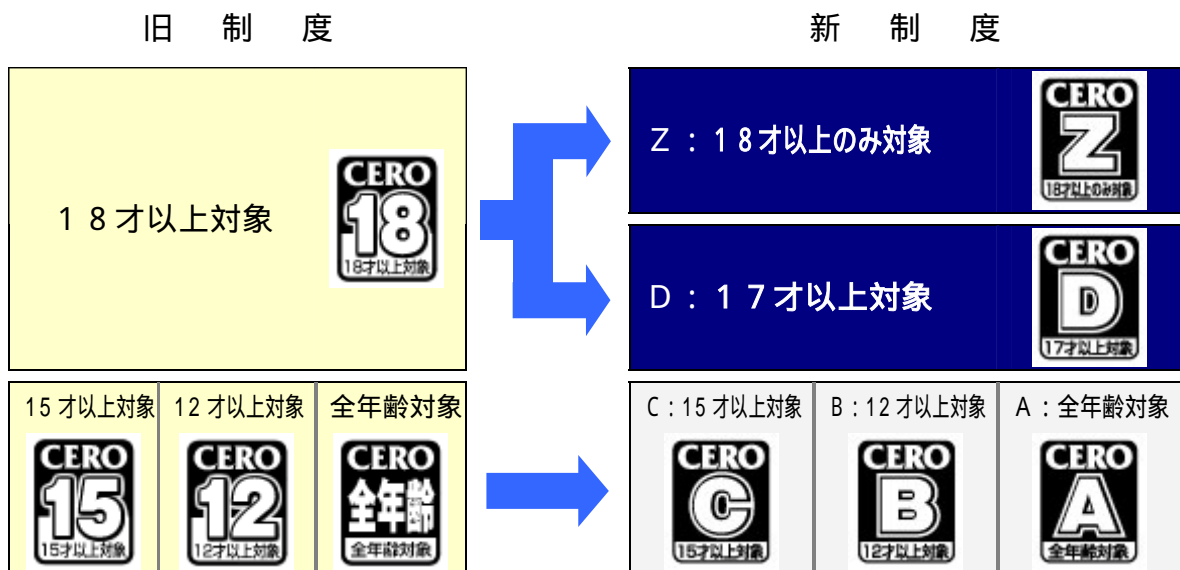 旧制度
新制度
18才以上対象
CERO
18
18才以上対象
Z:18才以上のみ対象
CERO
Z
18才以上のみ対象
D:17才以上対象
CERO
D
17才以上対象
15才以上対象
12才以上対象
全年齢対象
CERO
15
15才以上対象
CERO
12
12才以上対象
CERO
全年齢
全年齢対象
C:15才以上対象
B:12才以上対象
A:全年齢対象
CERO
C
15才以上対象
CERO
B
12才以上対象
CERO
A
全年齢対象